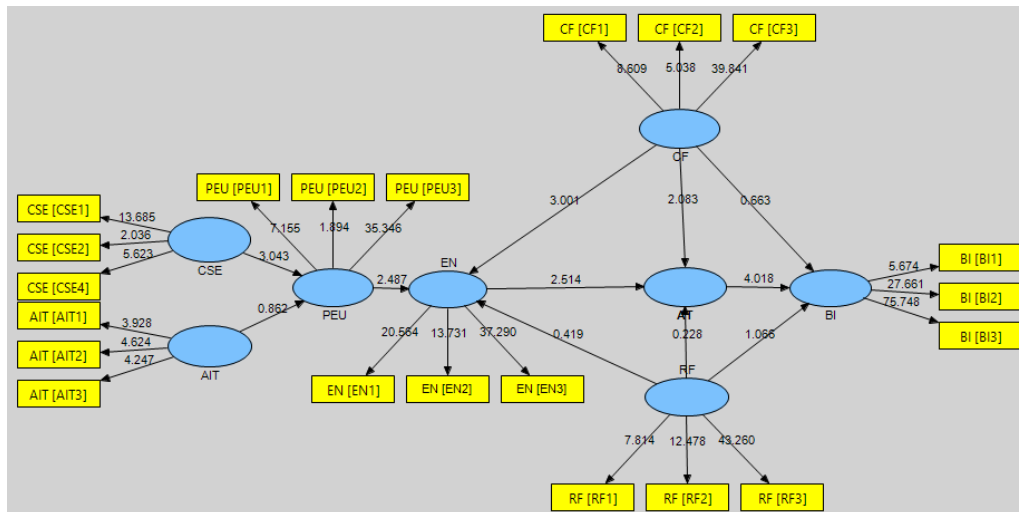 CF [CF1]
CF [CF2]
CF [CF3]
8.609
5.038
39.841
CF
PEU [PEU1]
PEU [PEU2]
PEU [PEU3]
7.155
1.894
35.346
3.001
2.083
0.663
CSE [CSE1]
CSE [CSE2]
CSE [CSE4]
13.685
2.036
5.623
CSE
3.043
PEU
2.487
EN
2.514
AT
4.018
BI
5.674
27.661
75.748
BI [BI1]
BI [BI2]
BI [BI3]
AIT [AIT1]
AIT [AIT2]
AIT [AIT3]
3.928
4.624
4.247
AIT
0.862
20.564
13.731
37.290
EN [EN1]
EN [EN2]
EN [EN3]
0.419
0.228
1.066
RF
7.814
12.478
43.260
RF [RF1]
RF [RF2]
RF [RF3]